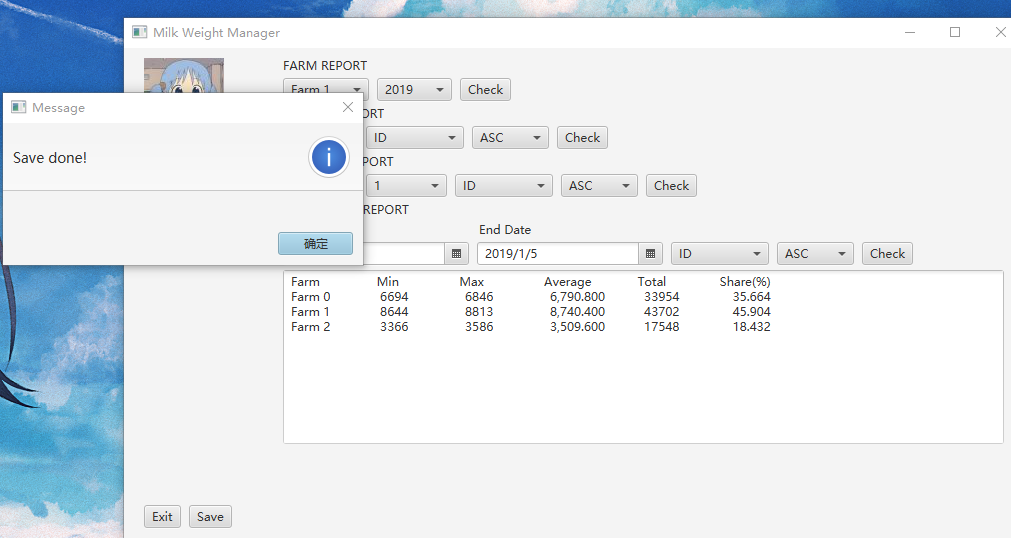 Milk Weight Manager
FARM REPORT
Farm 1 2019 Check
Message
ORT
Save done!
ID ASC Check
PORT
1 ID ASC Check
REPORT
End Date
确定
2019/1/5 ID ASC Check
Farm Min Max Average Total Share(%)
Farm 0 6694 6846 6,790.800 33954 35.664
Farm 1 8644 8813 8,740.400 43702 45.904
Farm 2 3366 3586 3,509.600 17548 18.432
Exit Save